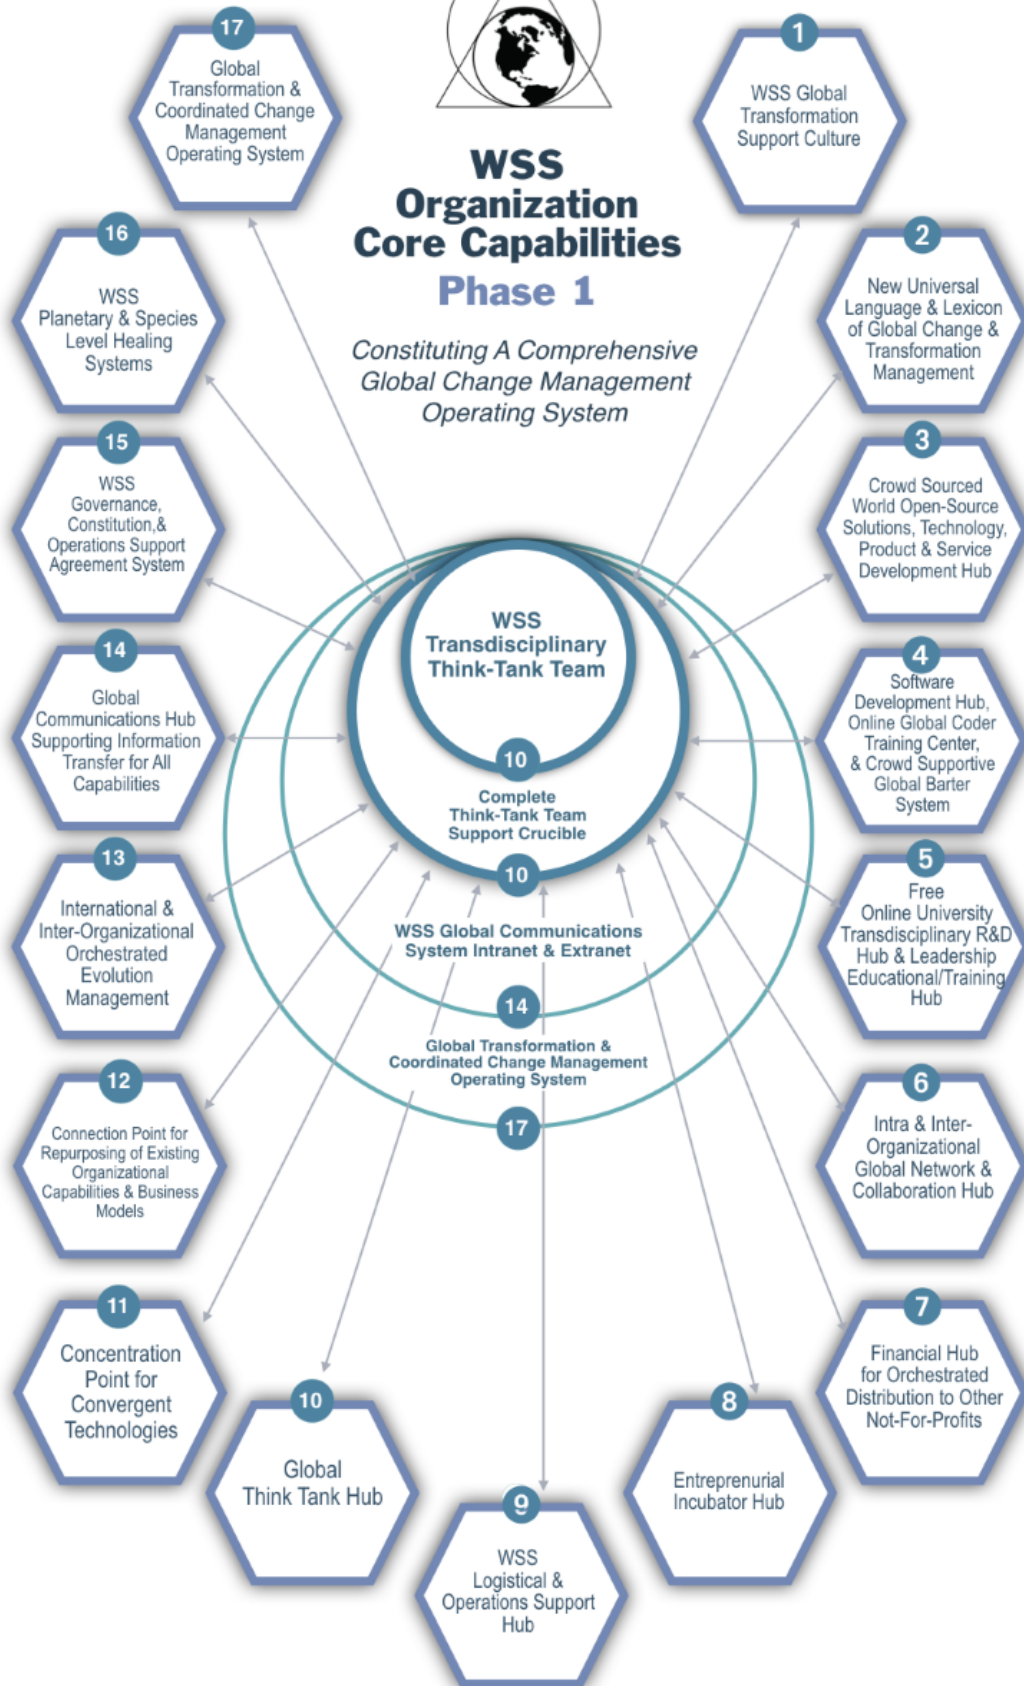 WSS
Organization
Core Capabilities
Phase 1
Constituting A Comprehensive
Global Change Management
Operating System
1
WSS Global
Transformation
Support Culture
2
New Universal
Language & Lexicon
of Global Change &
Transformation
Management
3
Crowd Sourced
World Open-Source
Solutions, Technology,
Product & Service
Development Hub
4
Software
Development Hub,
Online Global Coder
Training Center,
& Crowd Supportive
Global Barter
System
5
Free
Online University
Transdisciplinary R&D
Hub & Leadership
Educational/Training
Hub
6
Intra & Inter-
Organizational
Global Network &
Collaboration Hub
7
Financial Hub
for Orchestrated
Distribution to Other
Not-For-Profits
8
Entreprenurial
Incubator Hub
9
WSS
Logistical &
Operations Support
Hub
10
Global
Think Tank Hub
11
Concentration
Point for
Convergent
Technologies
12
Connection Point for
Repurposing of Existing
Organizational
Capabilities & Business
Models
13
International &
Inter-Organizational
Orchestrated
Evolution
Management
14
Global
Communications Hub
Supporting Information
Transfer for All
Capabilities
15
WSS
Governance,
Constitution,&
Operations Support
Agreement System
16
WSS
Planetary & Species
Level Healing
Systems
17
Global
Transformation &
Coordinated Change
Management
Operating System
WSS
Transdisciplinary
Think-Tank Team
10
Complete
Think-Tank Team
Support Crucible
10
WSS Global Communications
System Intranet & Extranet
14
Global Transformation &
Coordinated Change Management
Operating System
17